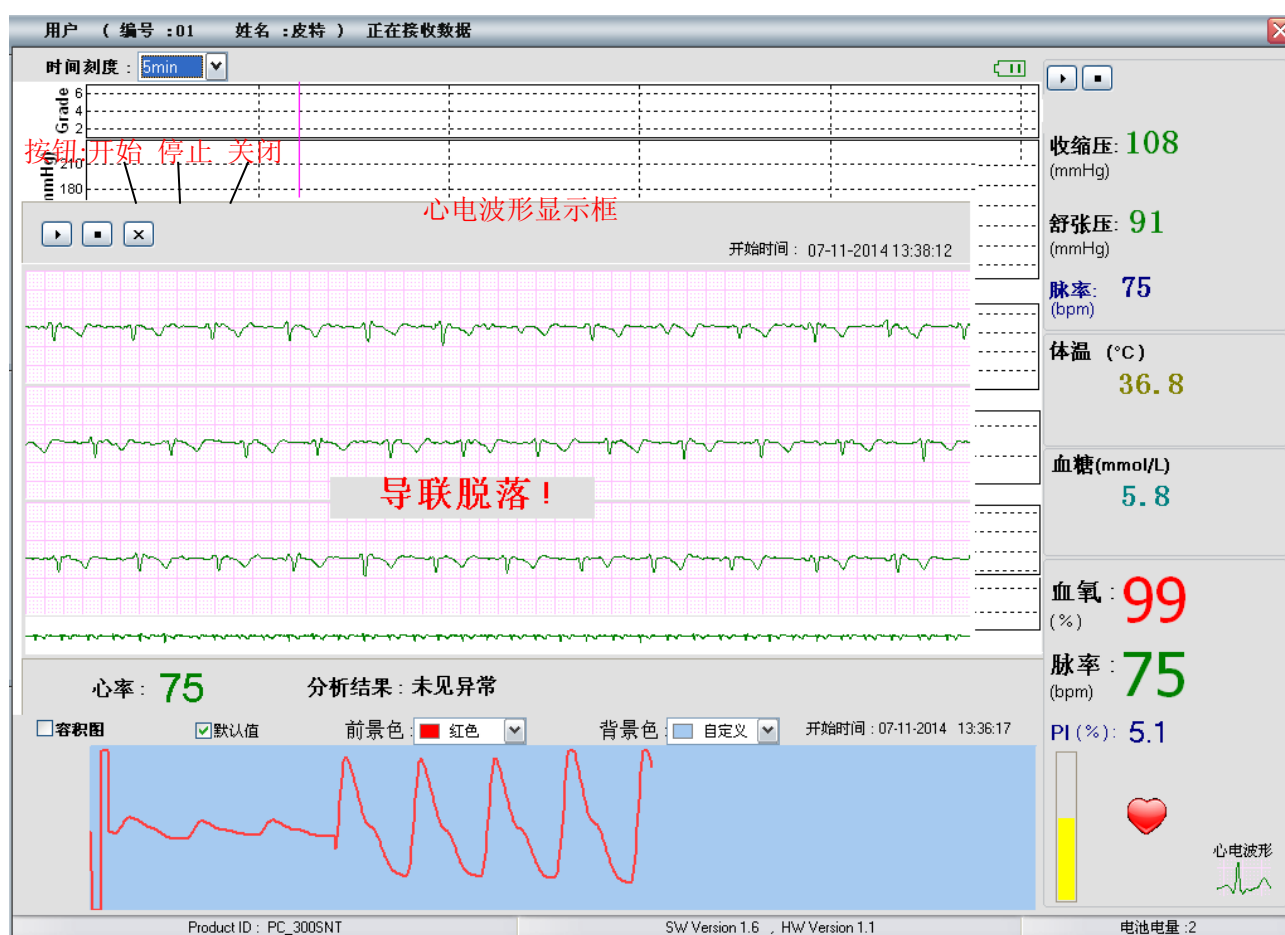 用户 （ 编号 :01 姓名 :皮特 ） 正在接收数据
时间刻度 : 5min
Grade
6
4
2
按钮:开始 停止 关闭
210
180
心电波形显示框
开始时间 : 07-11-2014 13:38:12
导联脱落！
心率 : 75 分析结果 : 未见异常
容积图 默认值 前景色 : 红色 背景色 : 自定义 开始时间 : 07-11-2014 13:36:17
收缩压: 108
(mmHg)
舒张压: 91
(mmHg)
脉率: 75
(bpm)
体温 (°C)
36.8
血糖(mmol/L)
5.8
血氧 : 99
(%)
脉率 : 75
(bpm)
PI (%): 5.1
心电波形
Product ID : PC_300SNT SW Version 1.6 , HW Version 1.1 电池电量 :2